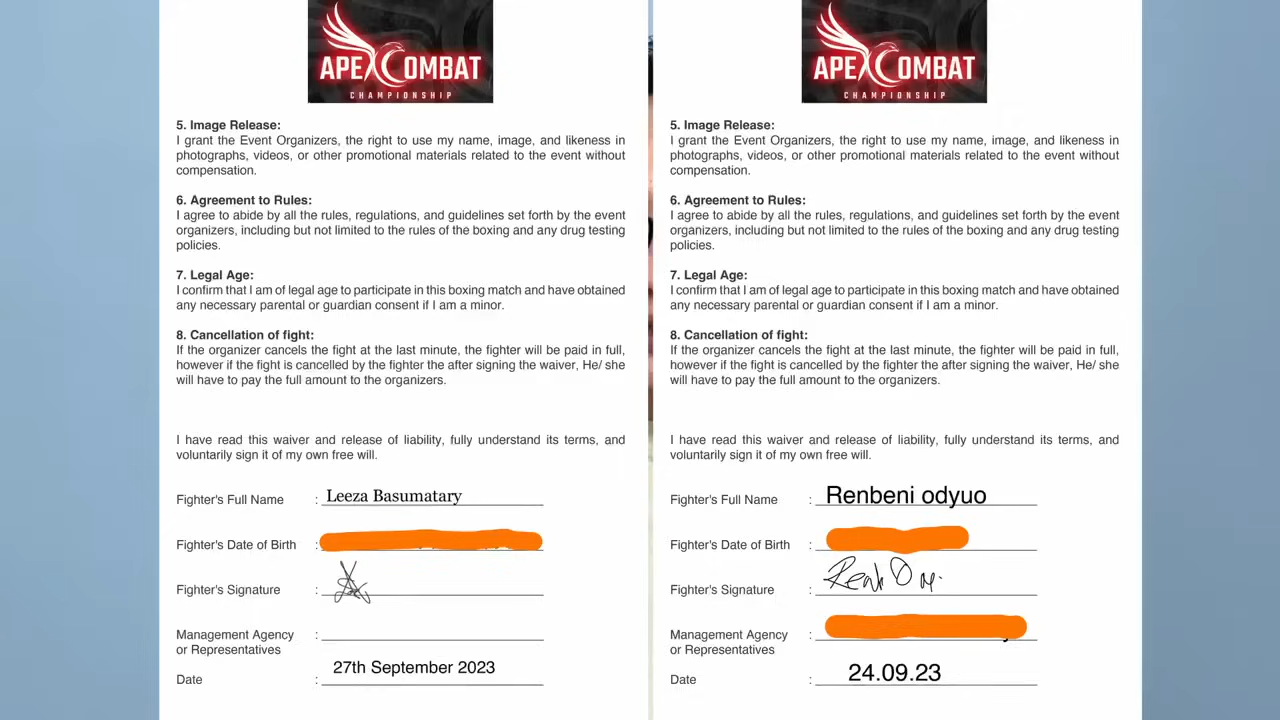 APEX COMBAT
CHAMPIONSHIP
5. Image Release:
I grant the Event Organizers, the right to use my name, image, and likeness in
photographs, videos, or other promotional materials related to the event without
compensation.
6. Agreement to Rules:
I agree to abide by all the rules, regulations, and guidelines set forth by the event
organizers, including but not limited to the rules of the boxing and any drug testing
policies.
7. Legal Age:
I confirm that I am of legal age to participate in this boxing match and have obtained
any necessary parental or guardian consent if I am a minor.
8. Cancellation of fight:
If the organizer cancels the fight at the last minute, the fighter will be paid in full,
however if the fight is cancelled by the fighter the after signing the waiver, He/ she
will have to pay the full amount to the organizers.
I have read this waiver and release of liability, fully understand its terms, and
voluntarily sign it of my own free will.
Fighter's Full Name : Leeza Basumatary
Fighter's Date of Birth :
Fighter's Signature :
Management Agency :
or Representatives
Date : 27th September 2023
APEX COMBAT
CHAMPIONSHIP
5. Image Release:
I grant the Event Organizers, the right to use my name, image, and likeness in
photographs, videos, or other promotional materials related to the event without
compensation.
6. Agreement to Rules:
I agree to abide by all the rules, regulations, and guidelines set forth by the event
organizers, including but not limited to the rules of the boxing and any drug testing
policies.
7. Legal Age:
I confirm that I am of legal age to participate in this boxing match and have obtained
any necessary parental or guardian consent if I am a minor.
8. Cancellation of fight:
If the organizer cancels the fight at the last minute, the fighter will be paid in full,
however if the fight is cancelled by the fighter the after signing the waiver, He/ she
will have to pay the full amount to the organizers.
I have read this waiver and release of liability, fully understand its terms, and
voluntarily sign it of my own free will.
Fighter's Full Name : Renbeni odyuo
Fighter's Date of Birth :
Fighter's Signature :
Management Agency :
or Representatives
Date : 24.09.23